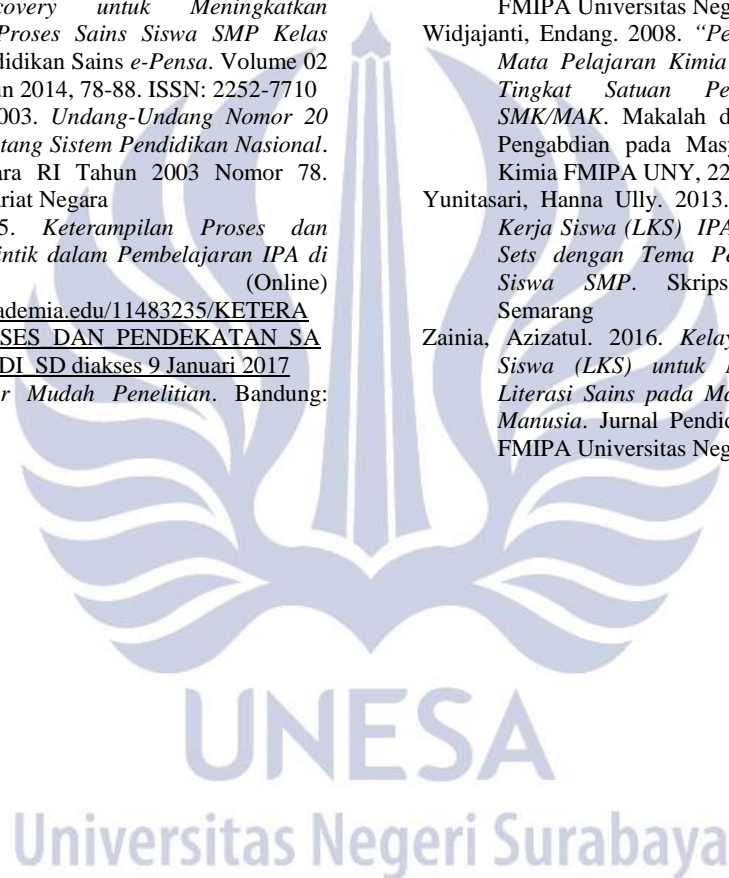 covery untuk Meningkatkan
Proses Sains Siswa SMP Kelas
didikan Sains e-Pensa. Volume 02
un 2014, 78-88. ISSN: 2252-7710
003. Undang-Undang Nomor 20
tang Sistem Pendidikan Nasional.
ara RI Tahun 2003 Nomor 78.
ariat Negara
5. Keterampilan Proses dan
intik dalam Pembelajaran IPA di
(Online)
ademia.edu/11483235/KETERA
SES DAN PENDEKATAN SA
DI SD diakses 9 Januari 2017
r Mudah Penelitian. Bandung:
FMIPA Universitas Neg
Widjajanti, Endang. 2008. “Pe
Mata Pelajaran Kimia
Tingkat Satuan Pe
SMK/MAK. Makalah d
Pengabdian pada Mas
Kimia FMIPA UNY, 22
Yunitasari, Hanna Ully. 2013.
Kerja Siswa (LKS) IPA
Sets dengan Tema Pe
Siswa SMP. Skrips
Semarang
Zainia, Azizatul. 2016. Kelay
Siswa (LKS) untuk
Literasi Sains pada Ma
Manusia. Jurnal Pendid
FMIPA Universitas Neg
UNESA
Universitas Negeri Surabaya